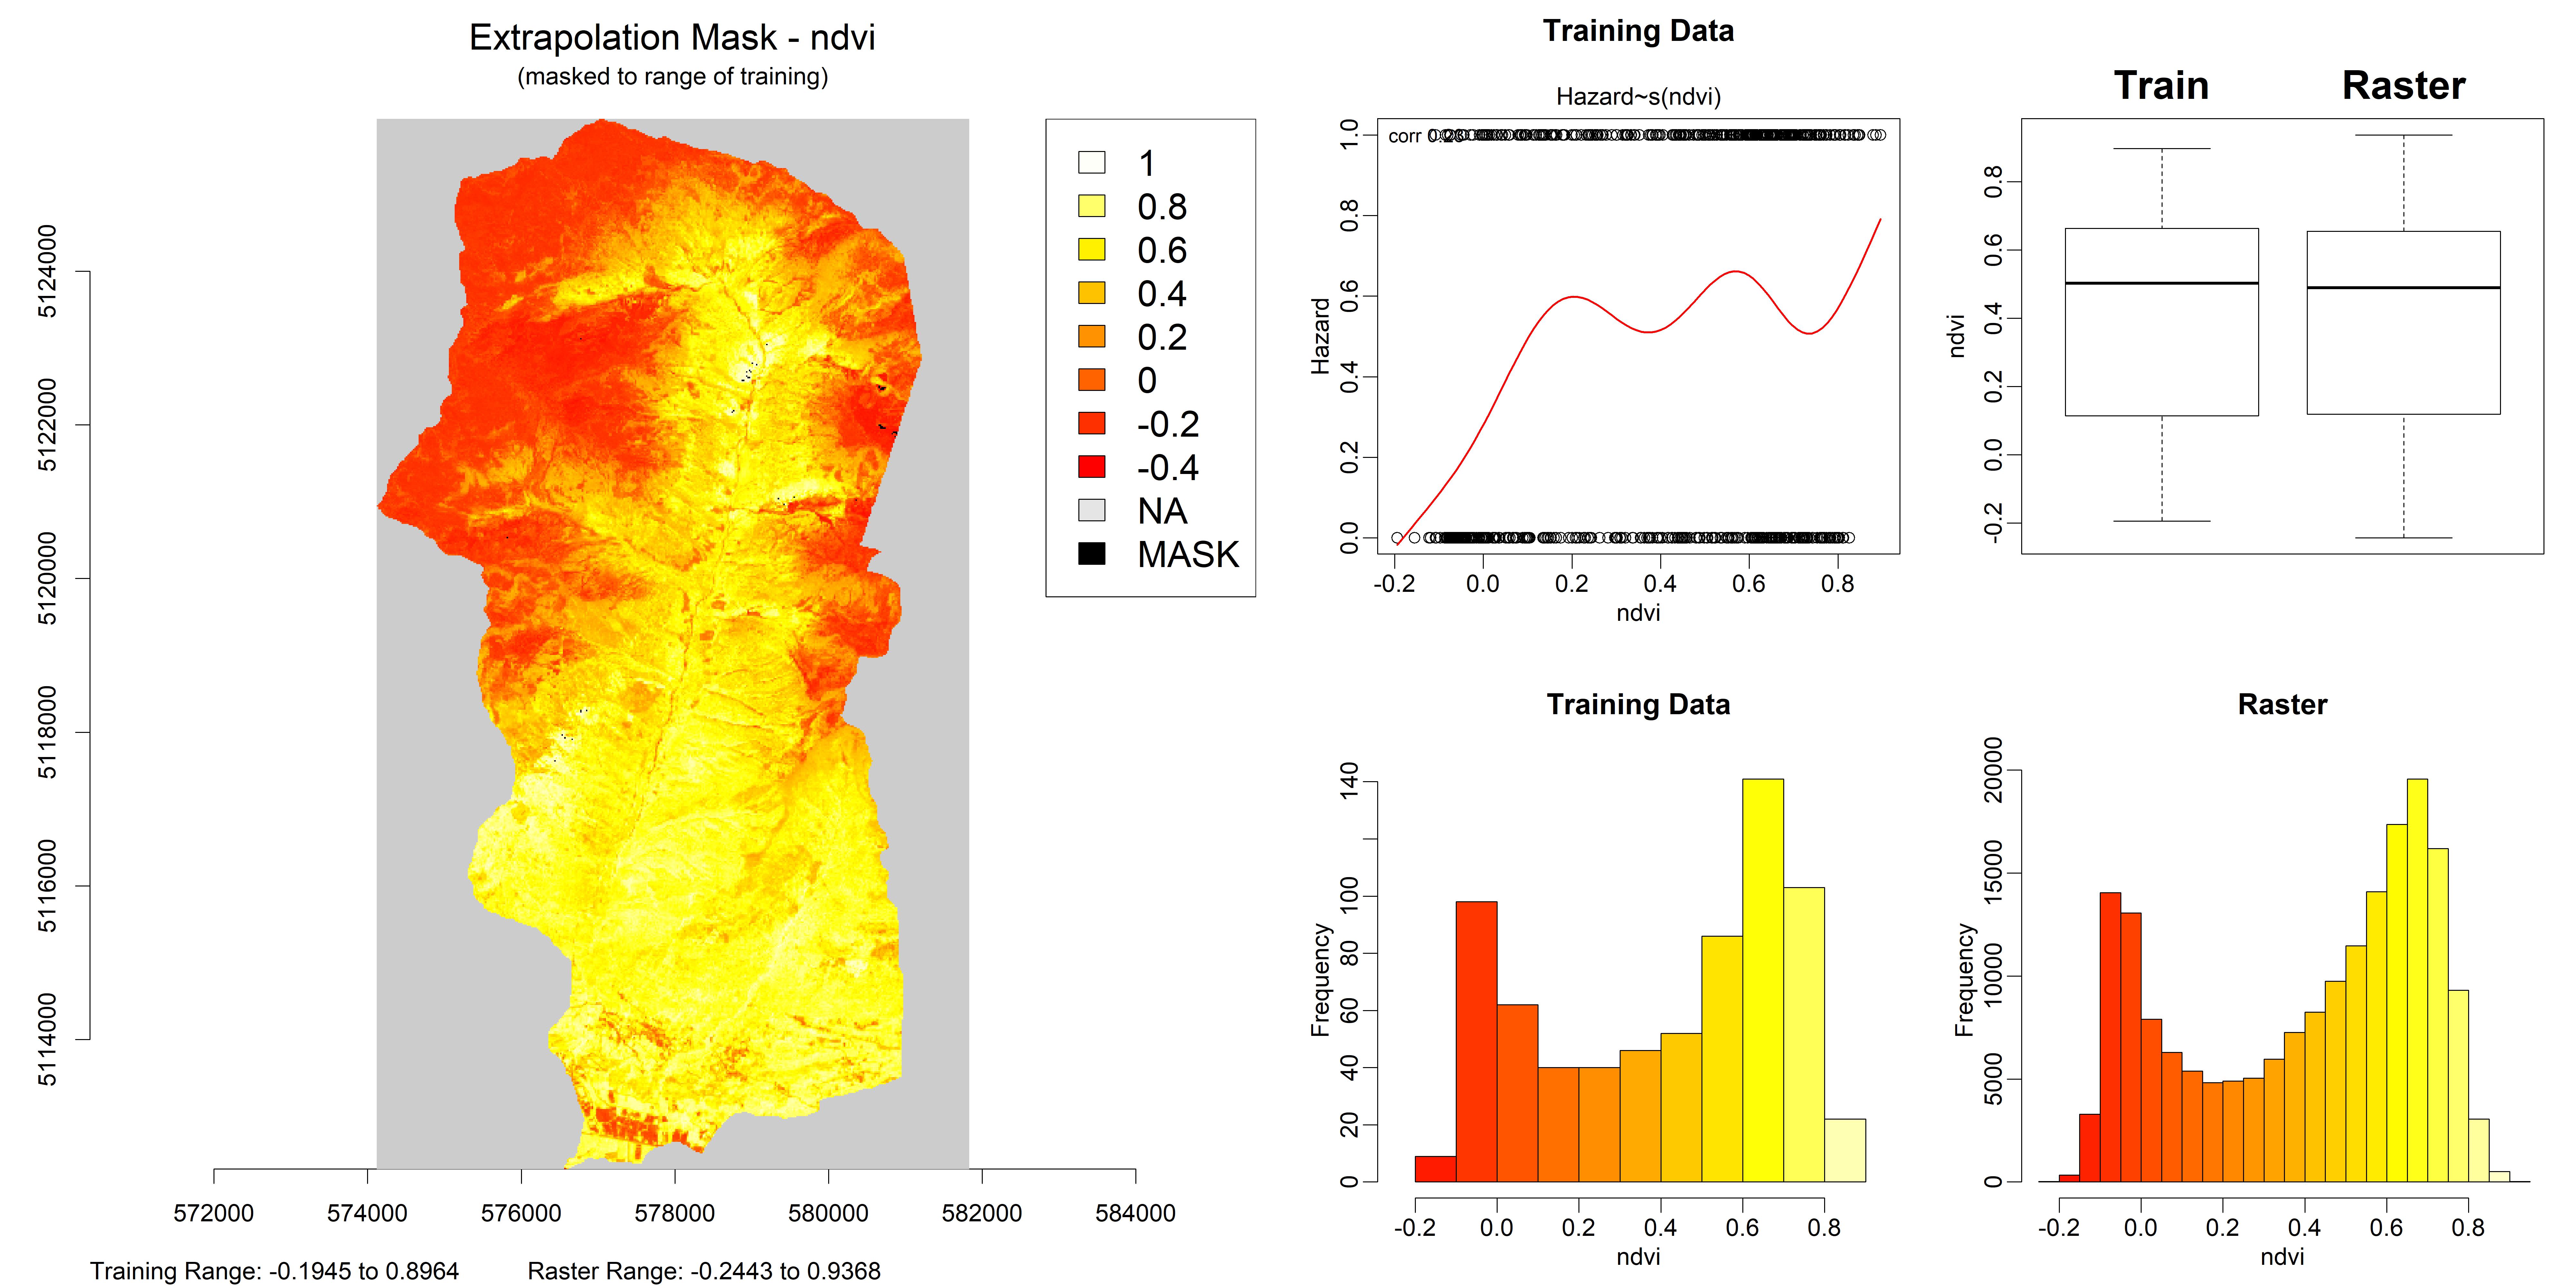 Extrapolation Mask - ndvi
(masked to range of training)
5124000
5122000
5120000
5118000
5116000
5114000
572000 574000 576000 578000 580000 582000 584000
Training Range: -0.1945 to 0.8964 Raster Range: -0.2443 to 0.9368
1
0.8
0.6
0.4
0.2
0
-0.2
-0.4
NA
MASK
Training Data
Hazard~s(ndvi)
corr
Hazard
1.0
0.8
0.6
0.4
0.2
0.0
-0.2 0.0 0.2 0.4 0.6 0.8
ndvi
Train Raster
ndvi
0.8
0.6
0.4
0.2
0.0
-0.2
Training Data
Frequency
140
100
80
60
40
20
0
-0.2 0.0 0.2 0.4 0.6 0.8
ndvi
Raster
Frequency
20000
15000
10000
5000
0
-0.2 0.0 0.2 0.4 0.6 0.8
ndvi